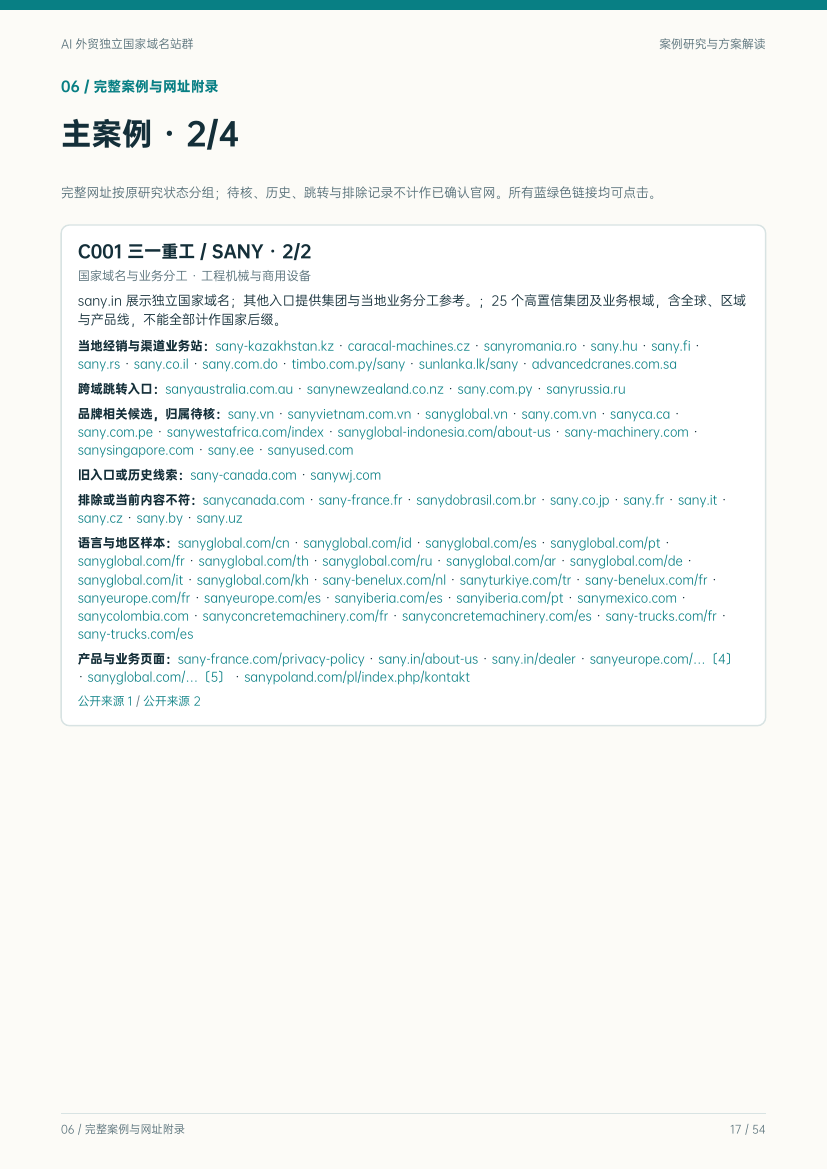 AI 外贸独立国家域名站群
案例研究与方案解读
06 / 完整案例与网址附录
主案例 · 2/4
完整网址按原研究状态分组；待核、历史、跳转与排除记录不计作已确认官网。所有蓝绿色链接均可点击。
C001 三一重工 / SANY · 2/2
国家域名与业务分工 · 工程机械与商用设备
sany.in 展示独立国家域名；其他入口提供集团与当地业务分工参考。；25 个高置信集团及业务根域，含全球、区域
与产品线，不能全部计作国家后缀。
当地经销与渠道业务站：sany-kazakhstan.kz · caracal-machines.cz · sanyromania.ro · sany.hu · sany.fi ·
sany.rs · sany.co.il · sany.com.do · timbo.com.py/sany · sunlanka.lk/sany · advancedcranes.com.sa
跨域跳转入口：sanyaustralia.com.au · sanynewzealand.co.nz · sany.com.py · sanyrussia.ru
品牌相关候选，归属待核：sany.vn · sanyvietnam.com.vn · sanyglobal.vn · sany.com.vn · sanyca.ca ·
sany.com.pe · sanywestafrica.com/index · sanyglobal-indonesia.com/about-us · sany-machinery.com ·
sanysingapore.com · sany.ee · sanyused.com
旧入口或历史线索：sany-canada.com · sanywj.com
排除或当前内容不符：sanycanada.com · sany-france.fr · sanydobrasil.com.br · sany.co.jp · sany.fr · sany.it ·
sany.cz · sany.by · sany.uz
语言与地区样本：sanyglobal.com/cn · sanyglobal.com/id · sanyglobal.com/es · sanyglobal.com/pt ·
sanyglobal.com/fr · sanyglobal.com/th · sanyglobal.com/ru · sanyglobal.com/ar · sanyglobal.com/de ·
sanyglobal.com/it · sanyglobal.com/kh · sany-benelux.com/nl · sanyturkiye.com/tr · sany-benelux.com/fr ·
sanyeurope.com/fr · sanyeurope.com/es · sanyiberia.com/es · sanyiberia.com/pt · sanymexico.com ·
sanycolombia.com · sanyconcretemachinery.com/fr · sanyconcretemachinery.com/es · sany-trucks.com/fr ·
sany-trucks.com/es
产品与业务页面：sany-france.com/privacy-policy · sany.in/about-us · sany.in/dealer · sanyeurope.com/…〔4〕
· sanyglobal.com/…〔5〕 · sanypoland.com/pl/index.php/kontakt
公开来源 1 / 公开来源 2
06 / 完整案例与网址附录
17 / 54